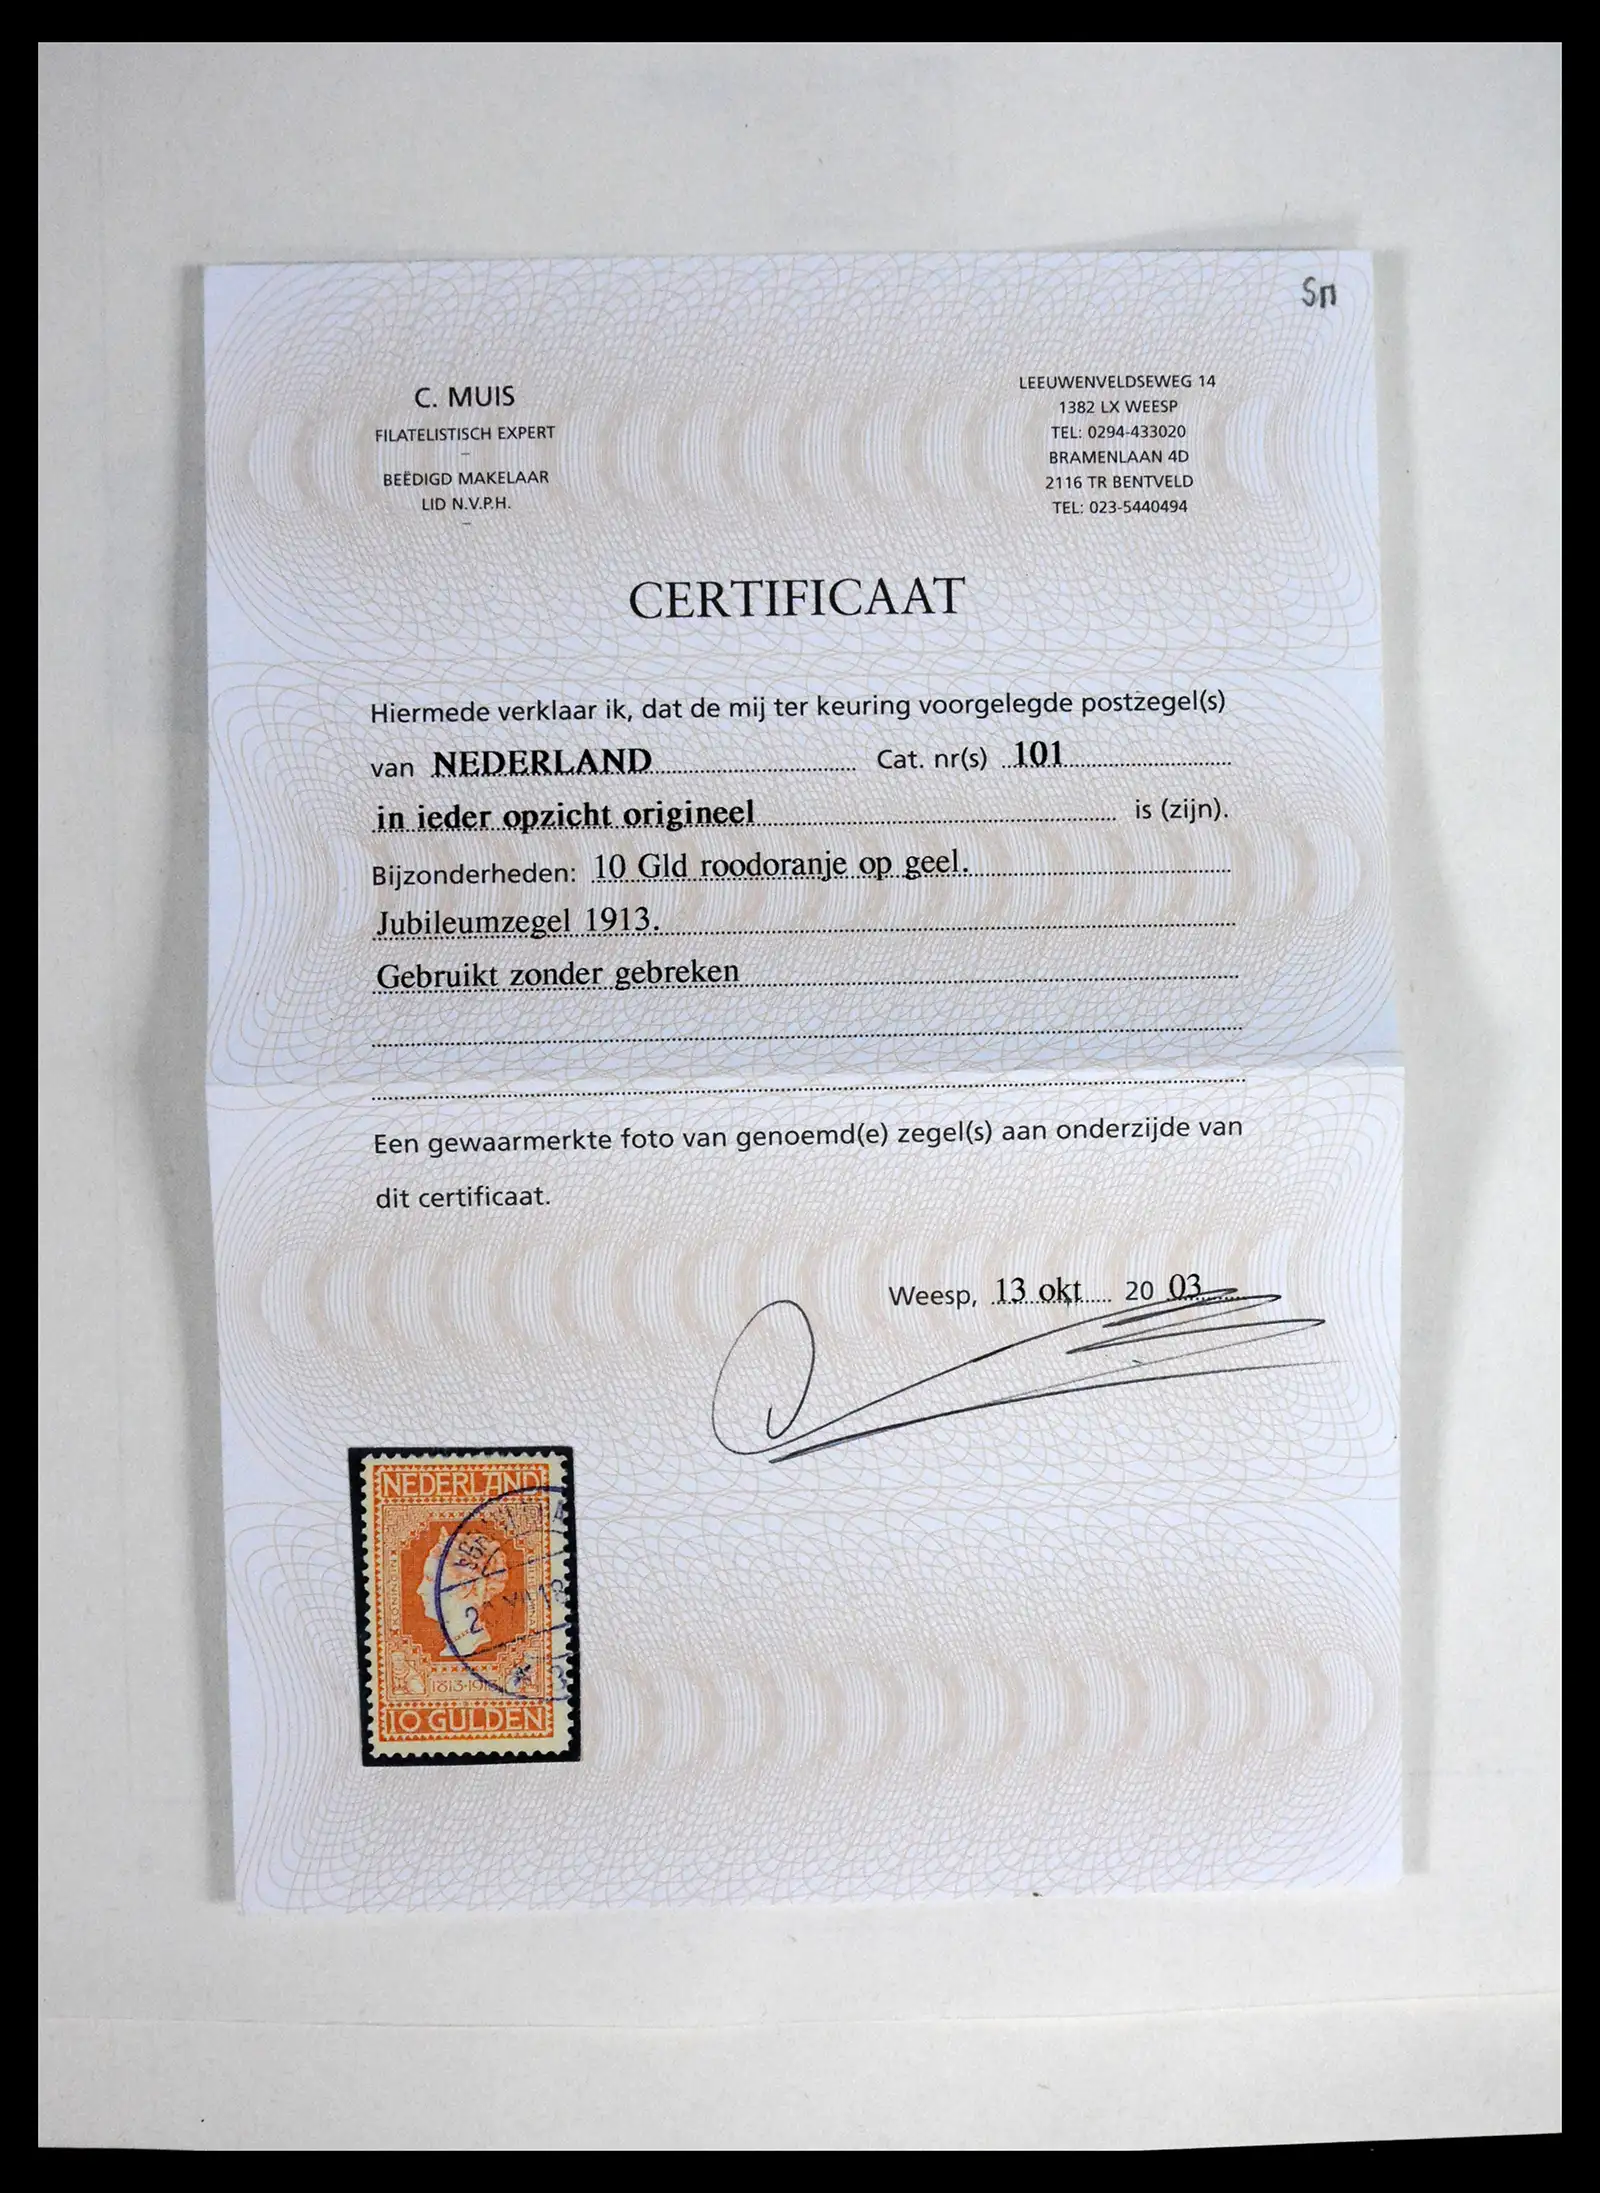 Sn
C. MUIS
FILATELISTISCH EXPERT
BEËDIGD MAKELAAR
LID N.V.P.H.
LEEUWENVELDSEWEG 14
1382 LX WEESP
TEL: 0294-433020
BRAMENLAAN 4D
2116 TR BENTVELD
TEL: 023-5440494
CERTIFICAAT
Hiermede verklaar ik, dat de mij ter keuring voorgelegde postzegel(s)
van NEDERLAND Cat. nr(s) 101
in ieder opzicht origineel is (zijn).
Bijzonderheden: 10 Gld roodoranje op geel.
Jubileumzegel 1913.
Gebruikt zonder gebreken
Een gewaarmerkte foto van genoemd(e) zegel(s) aan onderzijde van
dit certificaat.
Weesp, 13 okt 2003
NEDERLAND
KONINGIN
1813-19
10 GULDEN